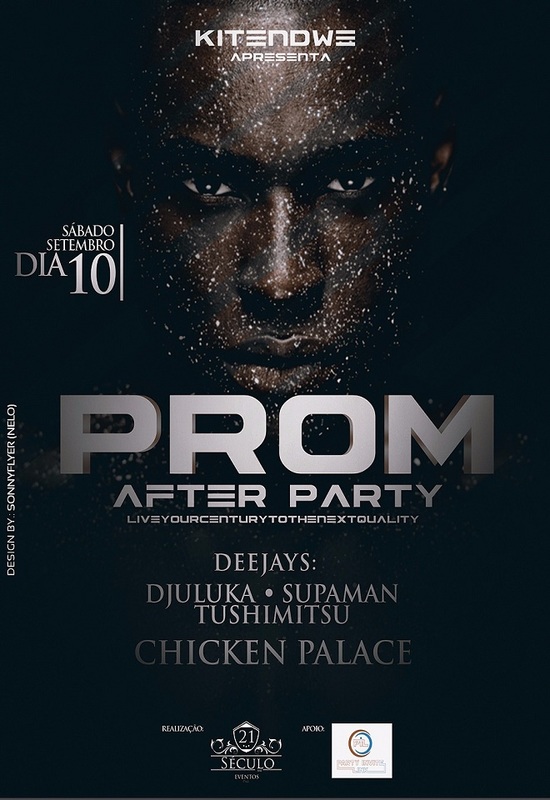 KITENDWE
APRESENTA
SÁBADO
SETEMBRO
DIA 10
PROM
AFTER PARTY
LIVEYOURCENTURYTOTHENEXTQUALITY
DEEJAYS:
DJULUKA • SUPAMAN
TUSHIMITSU
CHICKEN PALACE
DESIGN BY: SONNYFLYER (NELO)
REALIZAÇÃO:
21
SÉCULO
EVENTOS
APOIO: